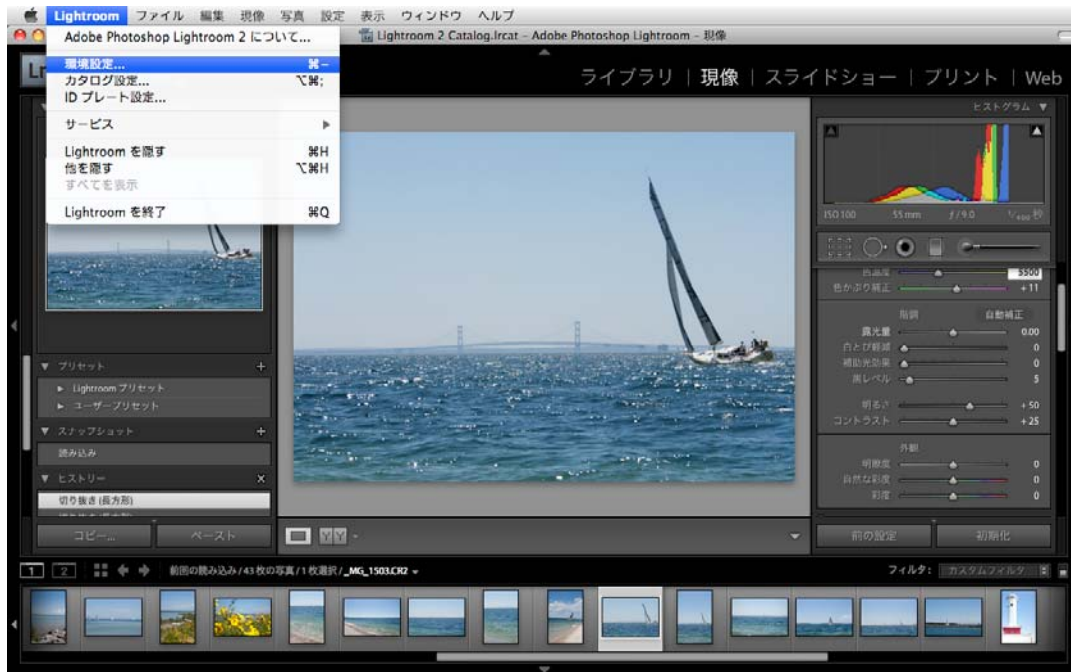 Lightroom ファイル 編集 現像 写真 設定 表示 ウィンドウ ヘルプ
Lightroom 2 Catalog.lrcat – Adobe Photoshop Lightroom – 現像
Adobe Photoshop Lightroom 2 について...
環境設定... ⌘–
カタログ設定... ⌥⌘;
ID プレート設定...
サービス ▶
Lightroom を隠す ⌘H
他を隠す ⌥⌘H
すべてを表示
Lightroom を終了 ⌘Q
ライブラリ | 現像 | スライドショー | プリント | Web
ヒストグラム
ISO 100 55 mm ƒ / 9.0 1/400 秒
色温度 5500
色かぶり補正 + 11
階調 自動補正
露光量 0.00
白とび軽減 0
補助光効果 0
黒レベル 5
明るさ + 50
コントラスト + 25
外観
明瞭度 0
自然な彩度 0
彩度 0
前の設定 初期化
プリセット +
Lightroom プリセット
ユーザープリセット
スナップショット +
読み込み
ヒストリー ×
切り抜き (長方形)
コピー... ペースト
1 2 前回の読み込み / 43 枚の写真 / 1 枚選択 / _MG_1503.CR2
フィルタ : カスタムフィルタ